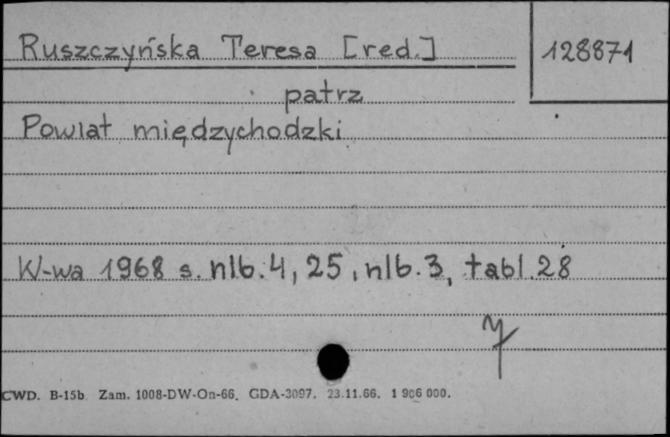 Ruszczyńska Teresa [red.] 128871
patrz
Powiat międzychodzki
W-wa 1968 s. nlb. 4, 25, nlb. 3, tabl. 28
CWD. B-15b Zam. 1008-DW-On-66. GDA-3097. 23.11.66. 1 906 000.